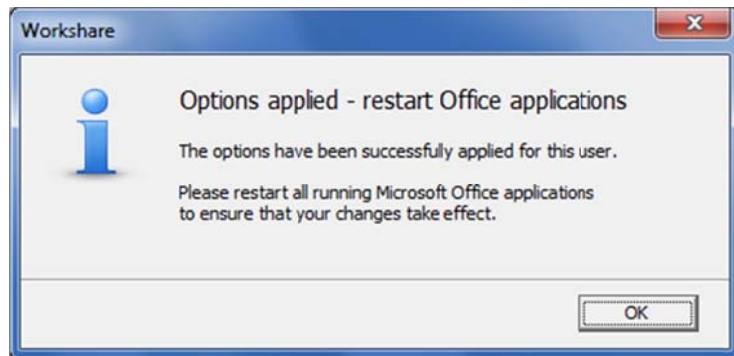 Workshare
Options applied - restart Office applications
The options have been successfully applied for this user.
Please restart all running Microsoft Office applications
to ensure that your changes take effect.
OK